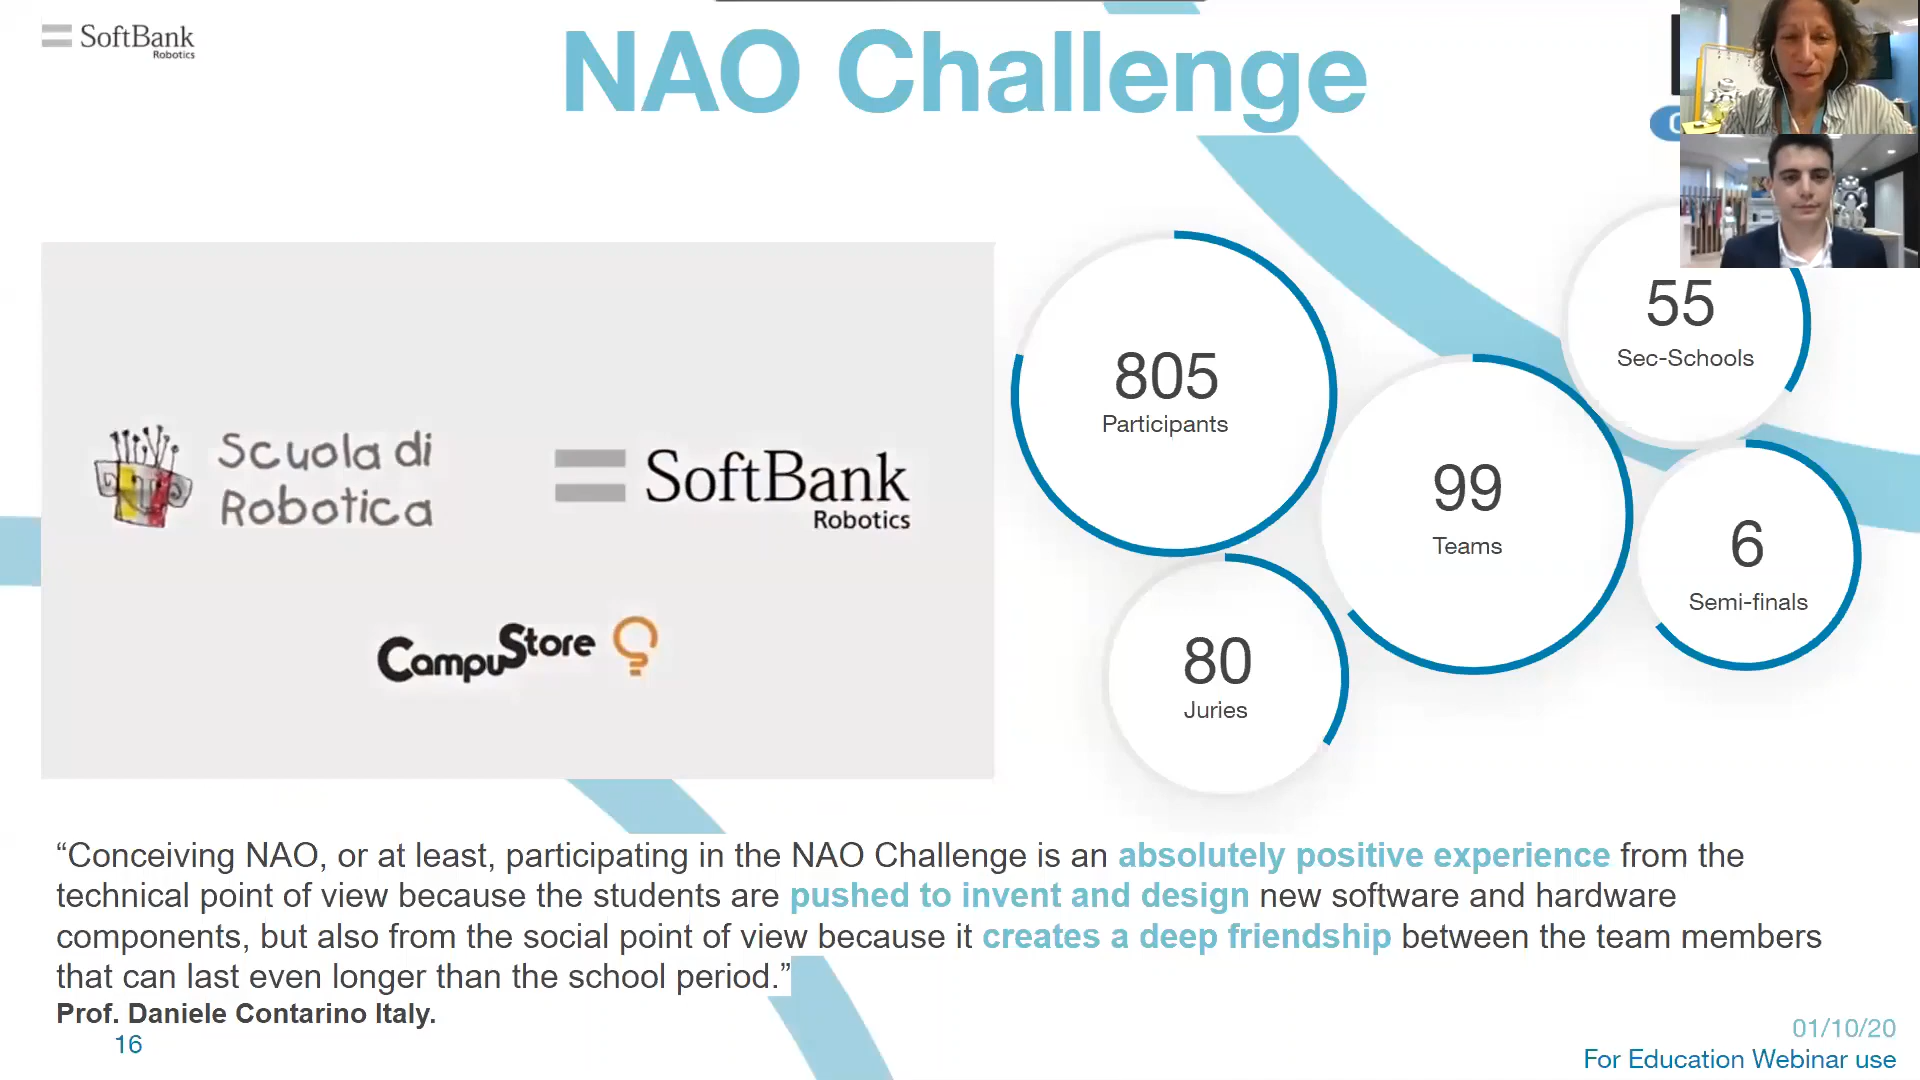 SoftBank
Robotics
NAO Challenge
Scuola di
Robotica
SoftBank
Robotics
CampuStore
805
Participants
99
Teams
55
Sec-Schools
6
Semi-finals
80
Juries
“Conceiving NAO, or at least, participating in the NAO Challenge is an absolutely positive experience from the
technical point of view because the students are pushed to invent and design new software and hardware
components, but also from the social point of view because it creates a deep friendship between the team members
that can last even longer than the school period.”
Prof. Daniele Contarino Italy.
16
01/10/20
For Education Webinar use